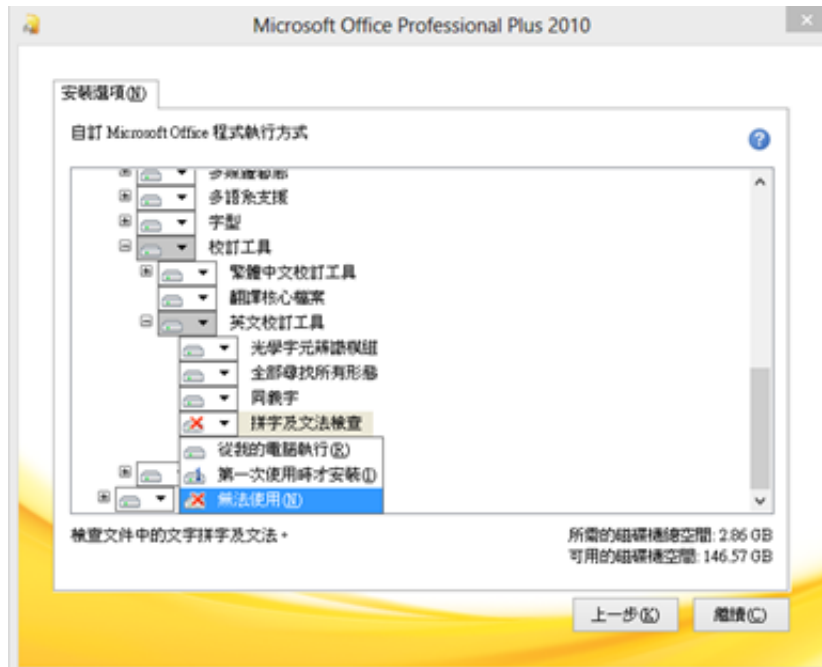 Microsoft Office Professional Plus 2010
安裝選項(N)
自訂 Microsoft Office 程式執行方式
多媒體藝廊
多語系支援
字型
校訂工具
繁體中文校訂工具
翻譯核心檔案
英文校訂工具
光學字元辨識模組
全部尋找所有形態
同義字
拼字及文法檢查
從我的電腦執行(R)
第一次使用時才安裝(I)
無法使用(N)
檢查文件中的文字拼字及文法。
所需的磁碟機總空間: 2.86 GB
可用的磁碟機空間: 146.57 GB
上一步(K)
繼續(C)